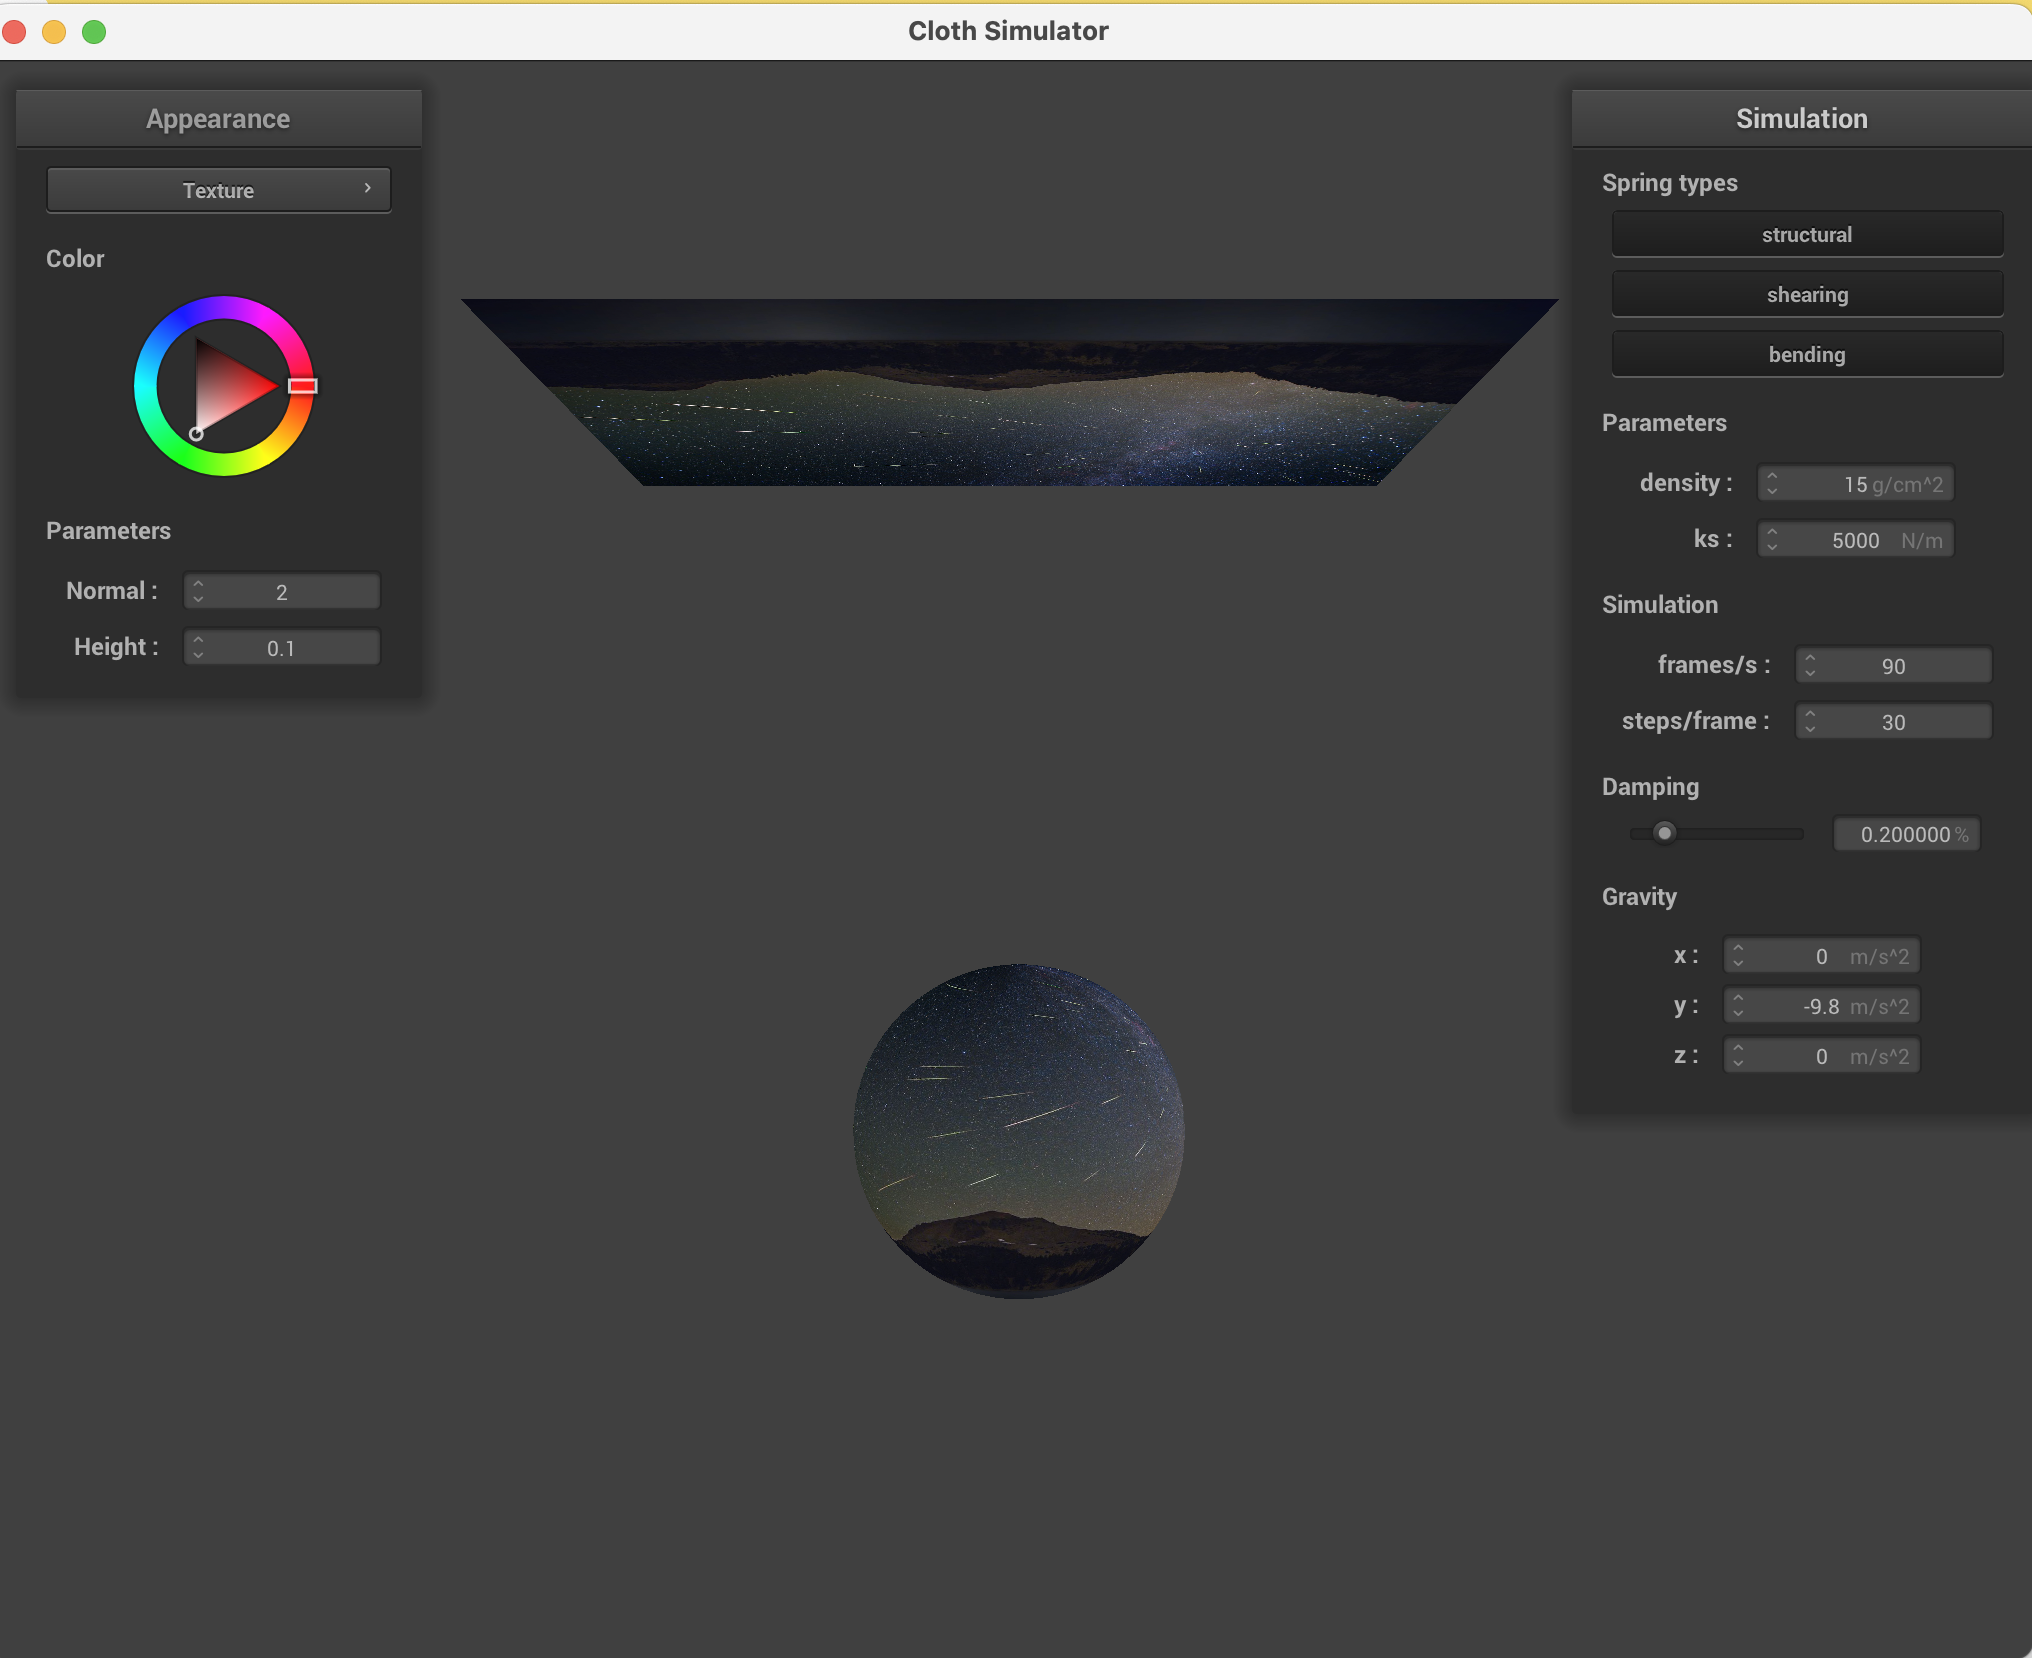 Cloth Simulator
Appearance
Texture
Color
Parameters
Normal : 2
Height : 0.1
Simulation
Spring types
structural
shearing
bending
Parameters
density : 15 g/cm^2
ks : 5000 N/m
Simulation
frames/s : 90
steps/frame : 30
Damping
0.200000 %
Gravity
x : 0 m/s^2
y : -9.8 m/s^2
z : 0 m/s^2